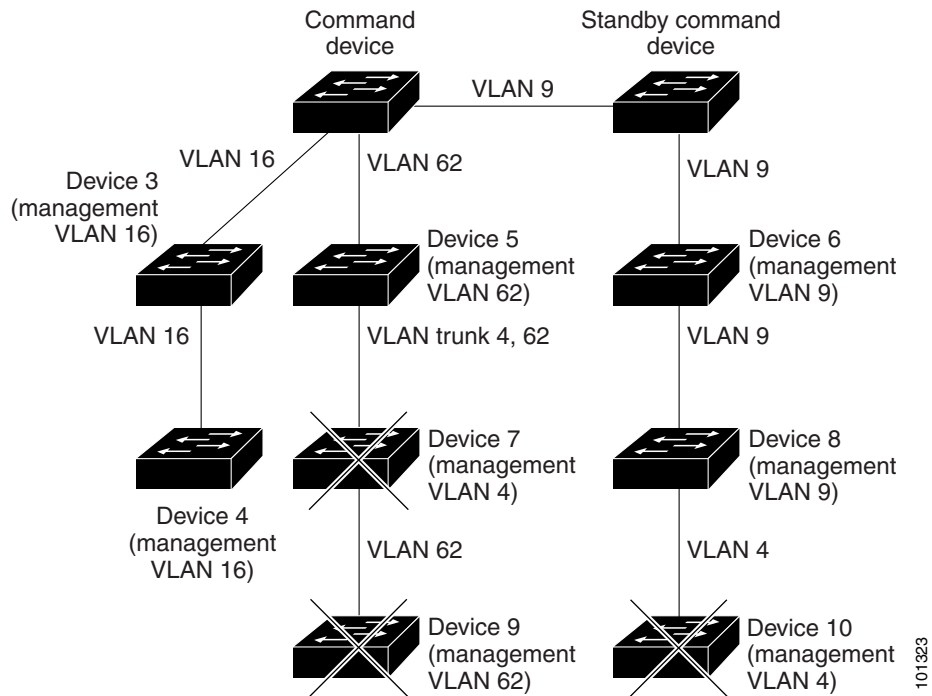 Command
device
Standby command
device
VLAN 9
VLAN 16
VLAN 62
VLAN 9
Device 3
(management
VLAN 16)
Device 5
(management
VLAN 62)
Device 6
(management
VLAN 9)
VLAN 16
VLAN trunk 4, 62
VLAN 9
Device 4
(management
VLAN 16)
Device 7
(management
VLAN 4)
Device 8
(management
VLAN 9)
VLAN 62
VLAN 4
Device 9
(management
VLAN 62)
Device 10
(management
VLAN 4)
101323